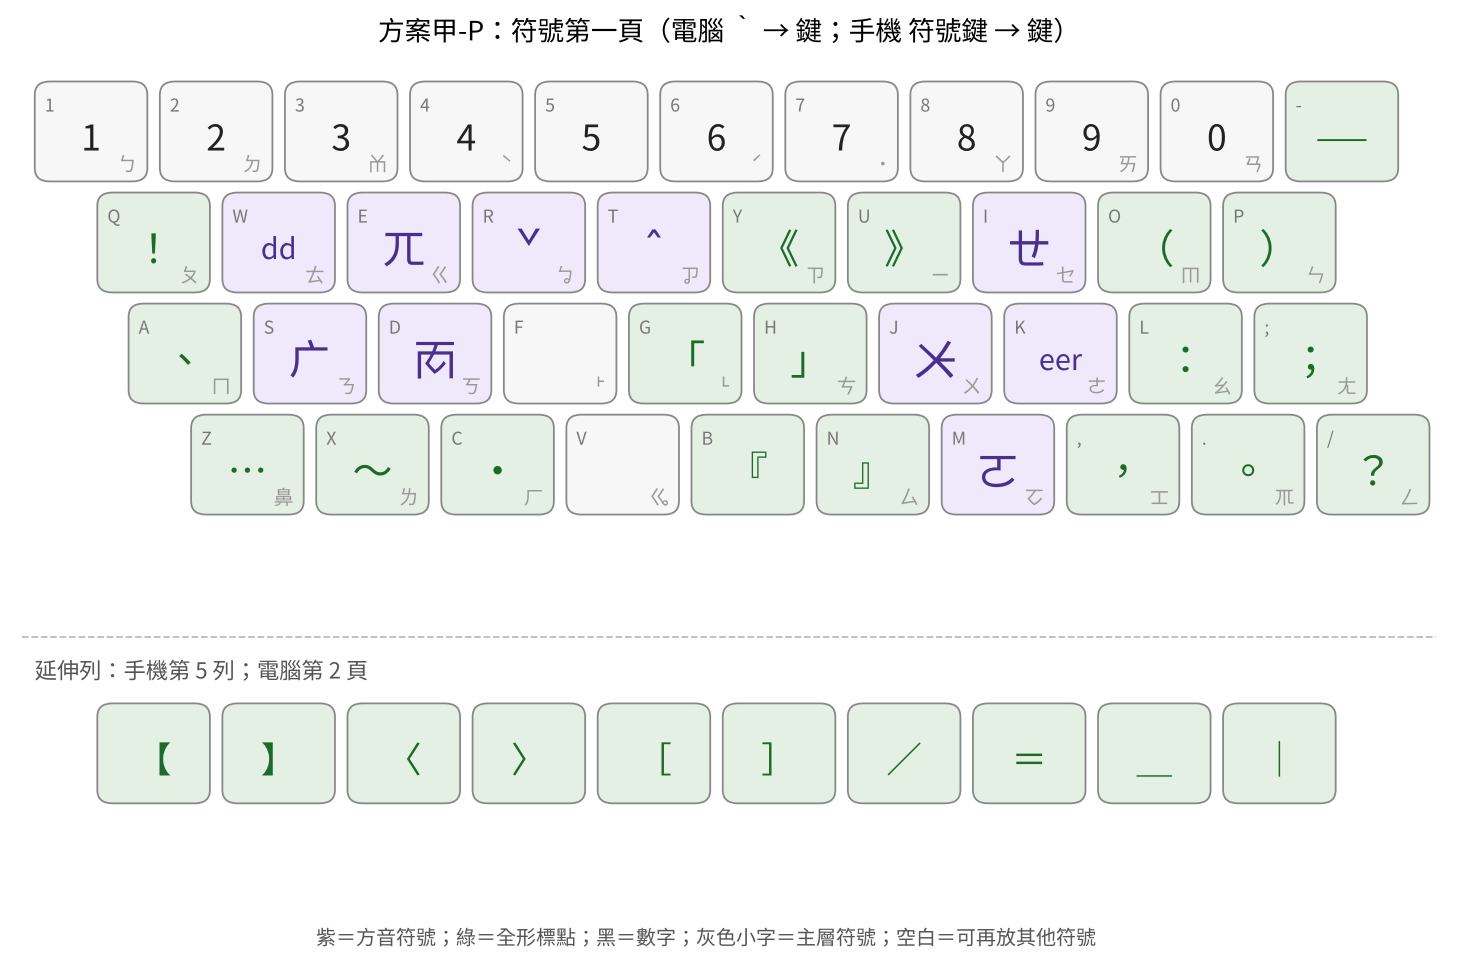 方案甲-P：符號第一頁（電腦 ` → 鍵；手機 符號鍵 → 鍵）
1 1 ㄅ 2 2 ㄉ 3 3 4 4 ˋ 5 5 6 6 ˊ 7 7 ˙ 8 8 ㄚ 9 9 ㄞ 0 0 ㄢ - —
Q ！ ㄆ W dd ㄊ E ㄫ ㄍ R ˇ ㆠ T ˆ Y 《 ㄗ U 》 ㄧ I ㄝ ㆤ O （ ㄇ P ） ㄣ
A 、 ㄇ S 广 ㄋ D ㄎ F ㆵ G 「 H 」 ㄘ J ㄨ K eer ㄜ L ： ㄠ ; ； ㄤ
Z … X ～ ㄌ C • ㄏ V ㆣ B 『 N 』 ㄙ M ㄛ , ， ㄥ . 。 / ？ ㄥ
延伸列：手機第 5 列；電腦第 2 頁
【 】 〈 〉 ［ ］ ／ ＝ ＿ ｜
紫＝方音符號；綠＝全形標點；黑＝數字；灰色小字＝主層符號；空白＝可再放其他符號